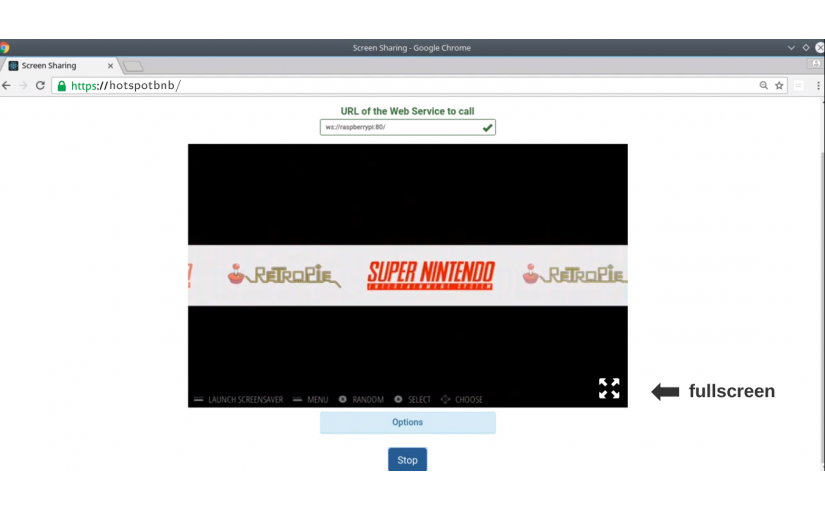 Screen Sharing - Google Chrome
Screen Sharing
https://hotspotbnb/
URL of the Web Service to call
ws://raspberrypi:80/
RETROPIE SUPER NINTENDO RETROPIE
ENTERTAINMENT SYSTEM
LAUNCH SCREENSAVER MENU RANDOM SELECT CHOOSE
fullscreen
Options
Stop